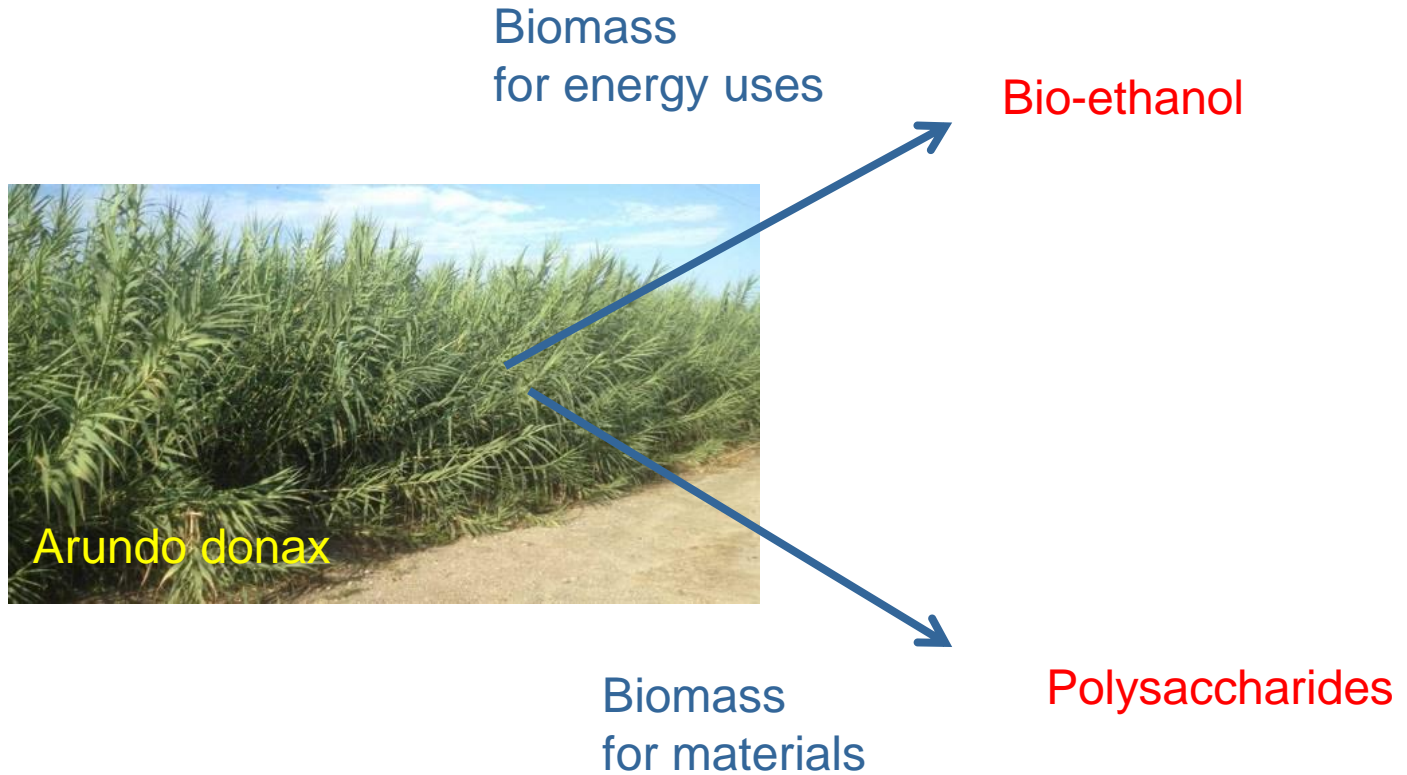 Biomass
for energy uses
Bio-ethanol
Arundo donax
Polysaccharides
Biomass
for materials